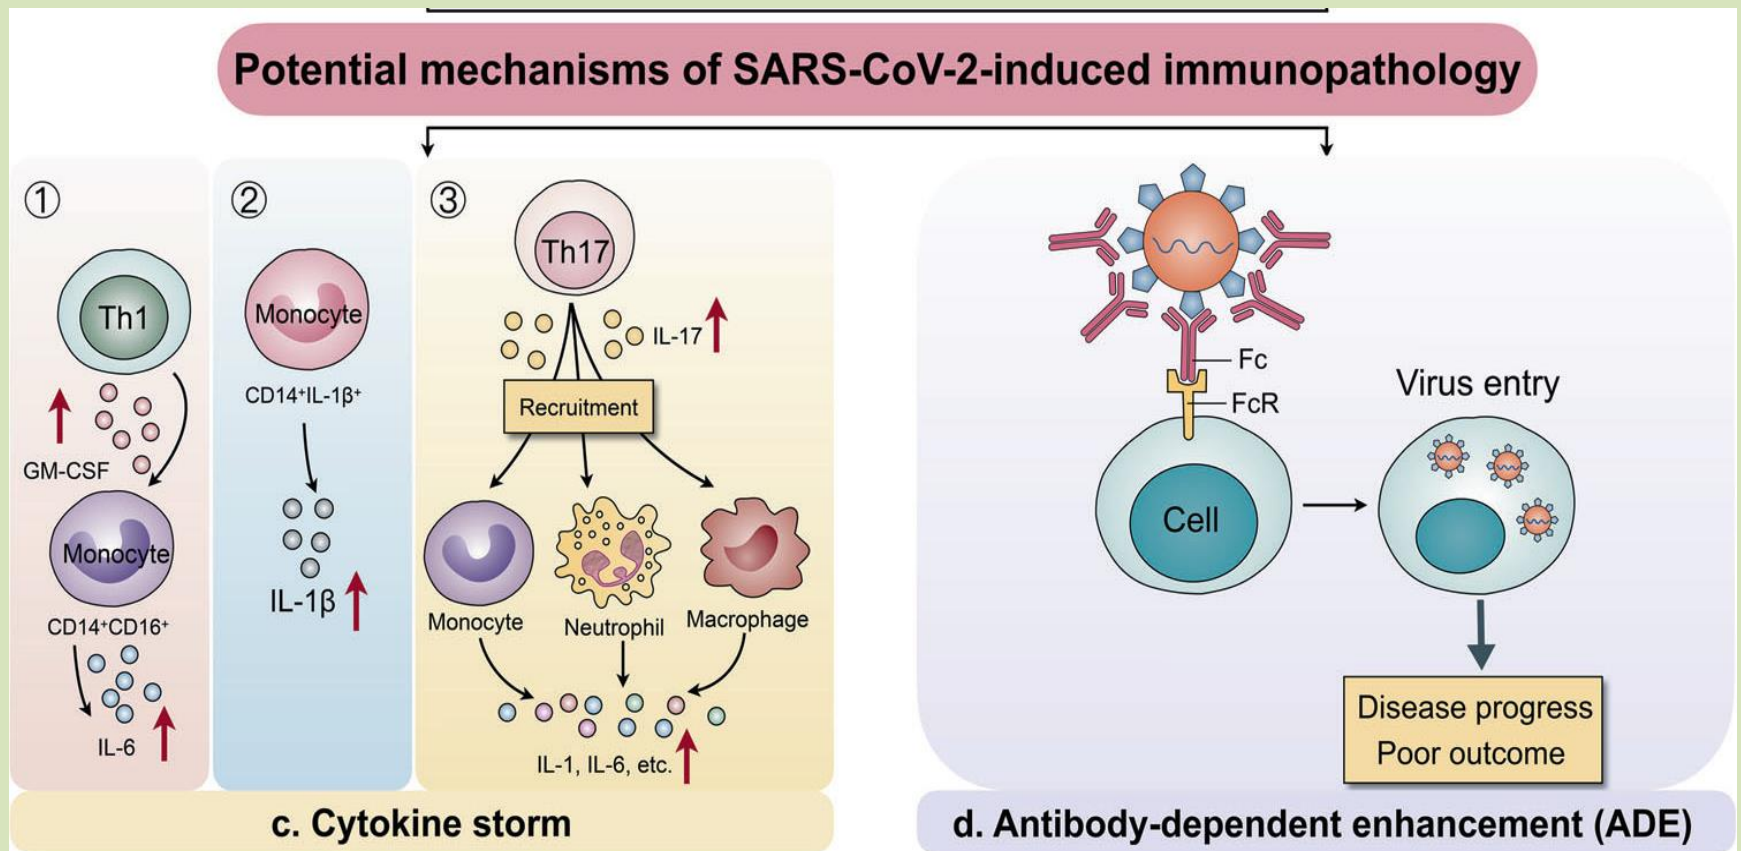 Potential mechanisms of SARS-CoV-2-induced immunopathology
①
Th1
GM-CSF
Monocyte
CD14⁺CD16⁺
IL-6
②
Monocyte
CD14⁺IL-1β⁺
IL-1β
③
Th17
IL-17
Recruitment
Monocyte
Neutrophil
Macrophage
IL-1, IL-6, etc.
c. Cytokine storm
Fc
FcR
Cell
Virus entry
Disease progress
Poor outcome
d. Antibody-dependent enhancement (ADE)